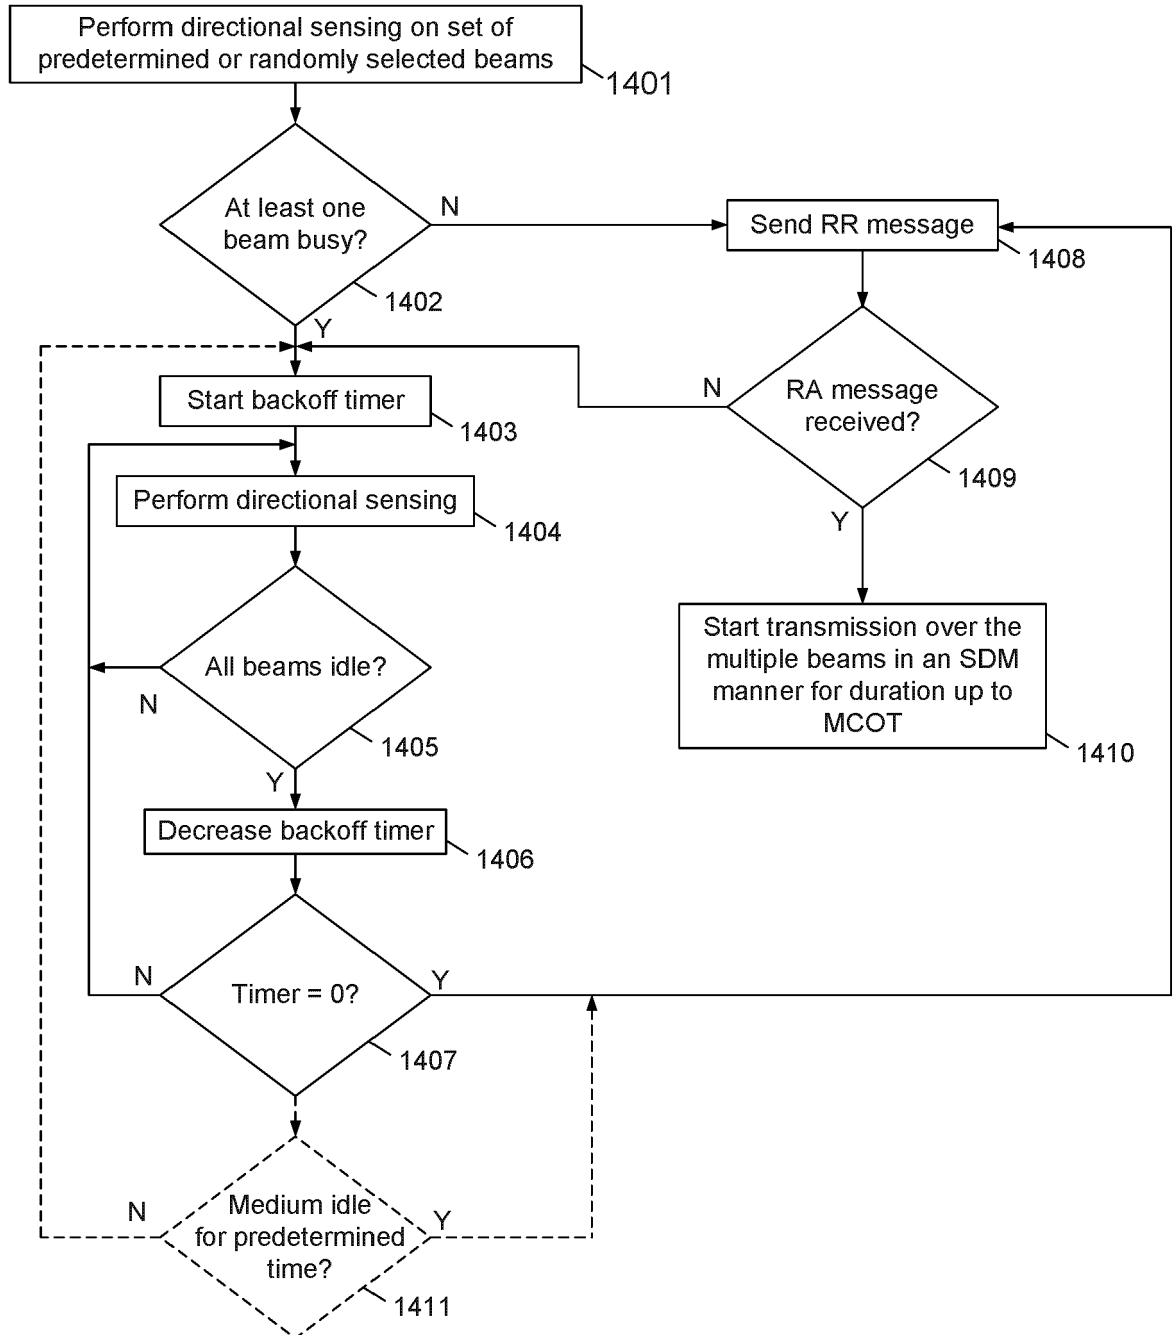 Perform directional sensing on set of
predetermined or randomly selected beams
1401
At least one
beam busy?
N
1402
Y
Send RR message
1408
Start backoff timer
1403
RA message
received?
N
1409
Y
Perform directional sensing
1404
All beams idle?
N
1405
Y
Start transmission over the
multiple beams in an SDM
manner for duration up to
MCOT
1410
Decrease backoff timer
1406
Timer = 0?
N
Y
1407
Medium idle
for predetermined
time?
N
Y
1411